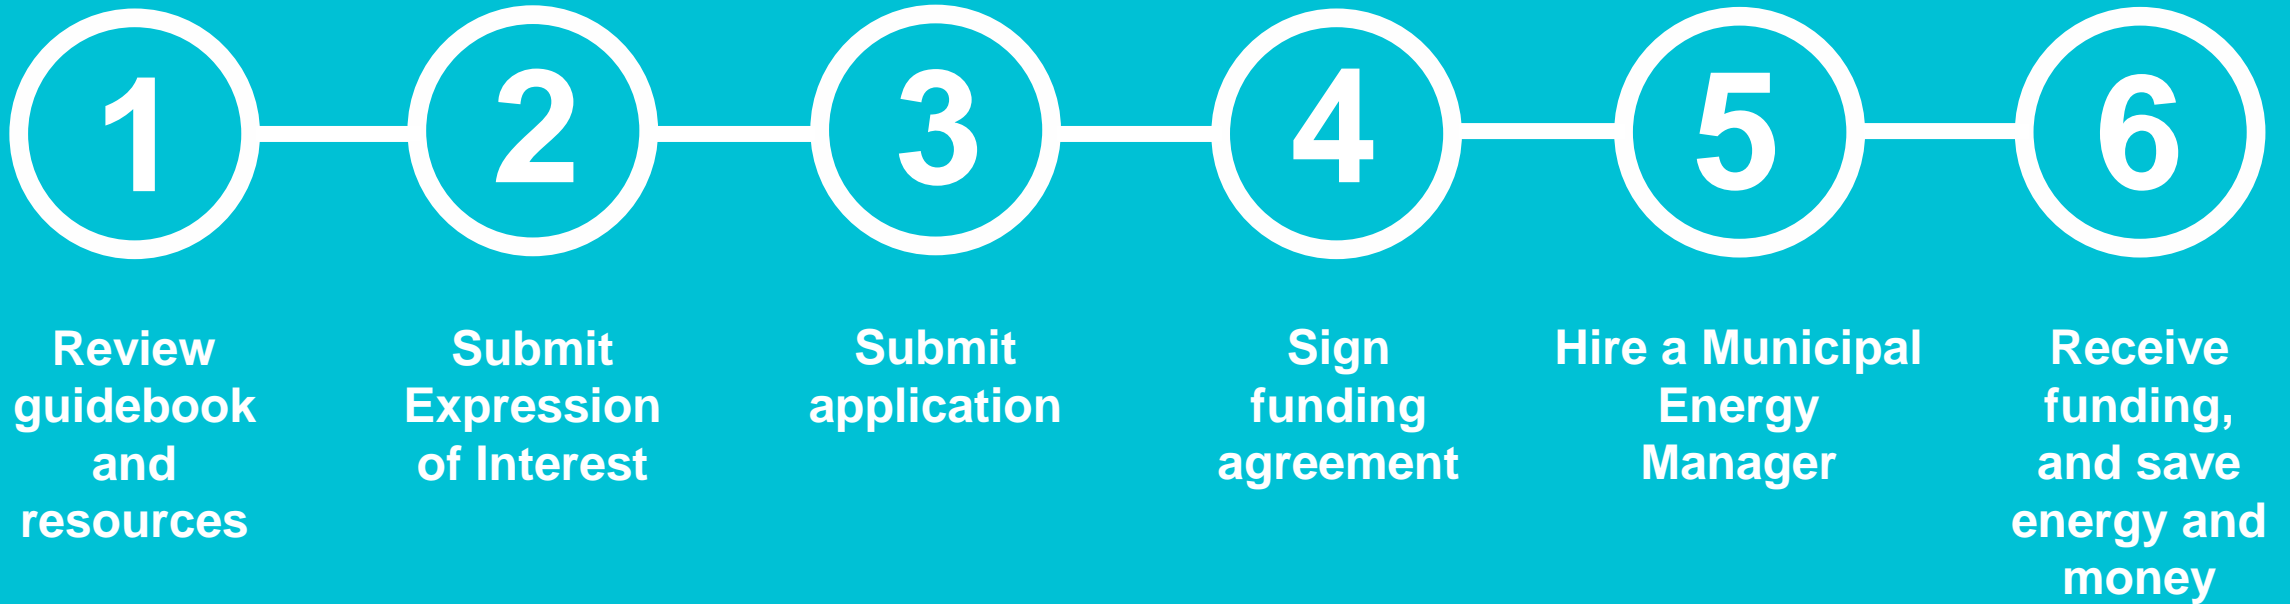 1
2
3
4
5
6
Review
guidebook
and
resources
Submit
Expression
of Interest
Submit
application
Sign
funding
agreement
Hire a Municipal
Energy
Manager
Receive
funding,
and save
energy and
money